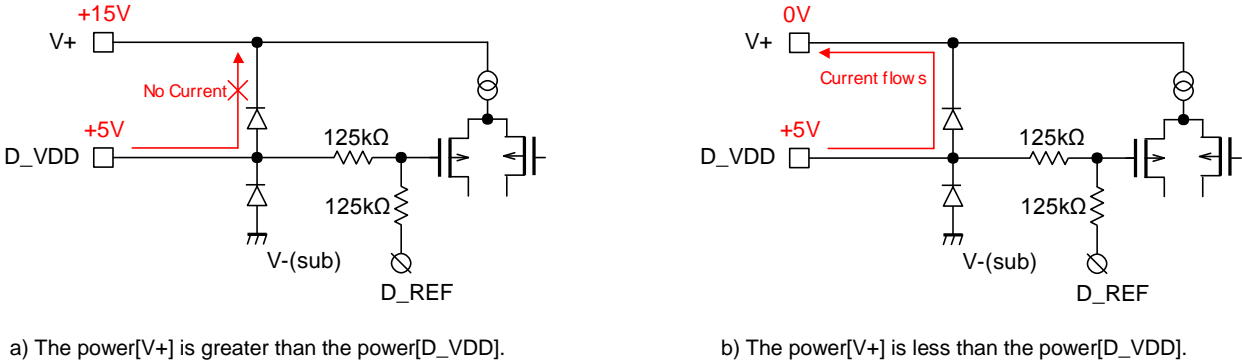 +15V
V+
No Current
+5V
D_VDD
125kΩ
125kΩ
V-(sub)
D_REF
a) The power[V+] is greater than the power[D_VDD].
0V
V+
Current flows
+5V
D_VDD
125kΩ
125kΩ
V-(sub)
D_REF
b) The power[V+] is less than the power[D_VDD].